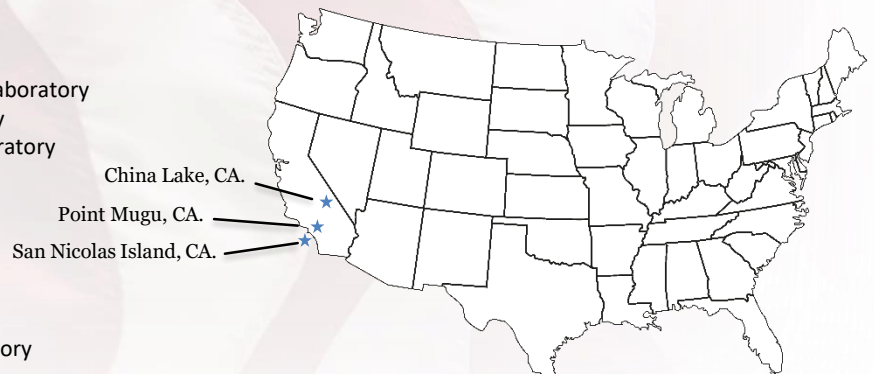 aboratory
y
ratory
China Lake, CA.
Point Mugu, CA.
San Nicolas Island, CA.
ory